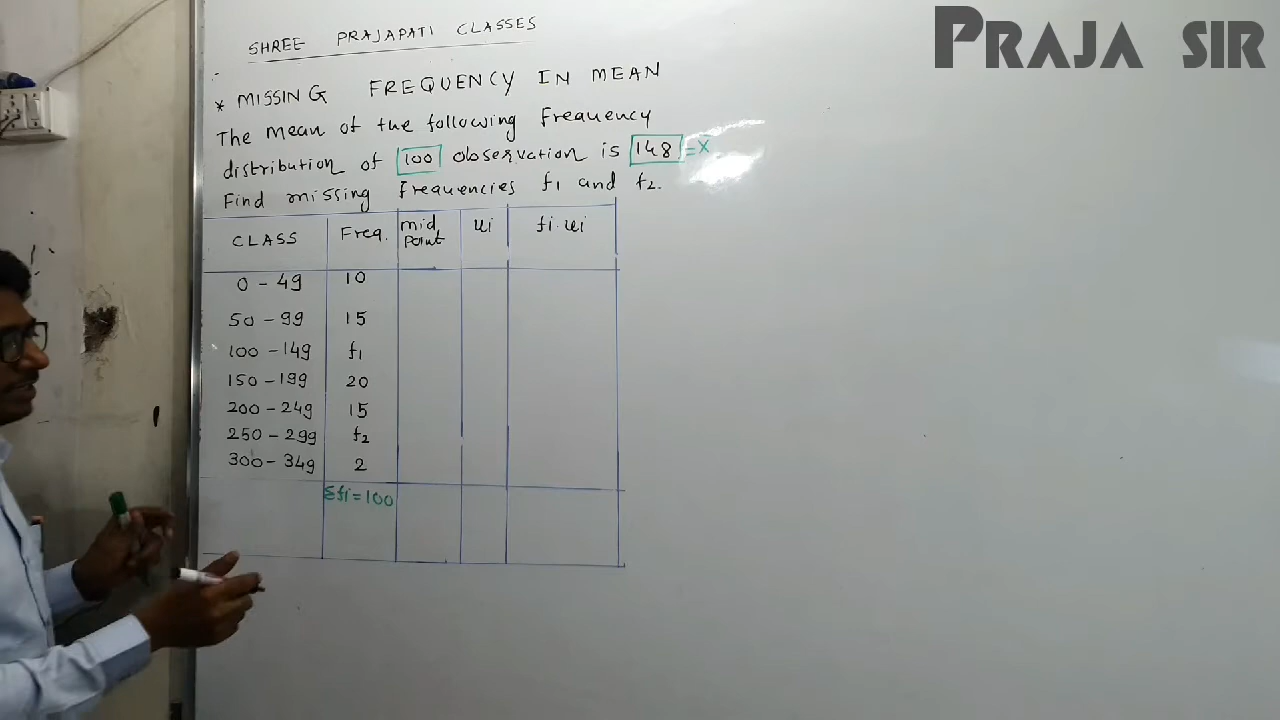 PRAJA SIR
SHREE PRAJAPATI CLASSES
* MISSING FREQUENCY IN MEAN
The Mean of the following Frequency
distribution of 100 observation is 148 = x̄
Find missing Frequencies f1 and f2.
CLASS Freq. mid Point ui fi·ui
0 - 49 10
50 - 99 15
100 - 149 f1
150 - 199 20
200 - 249 15
250 - 299 f2
300 - 349 2
Σfi = 100